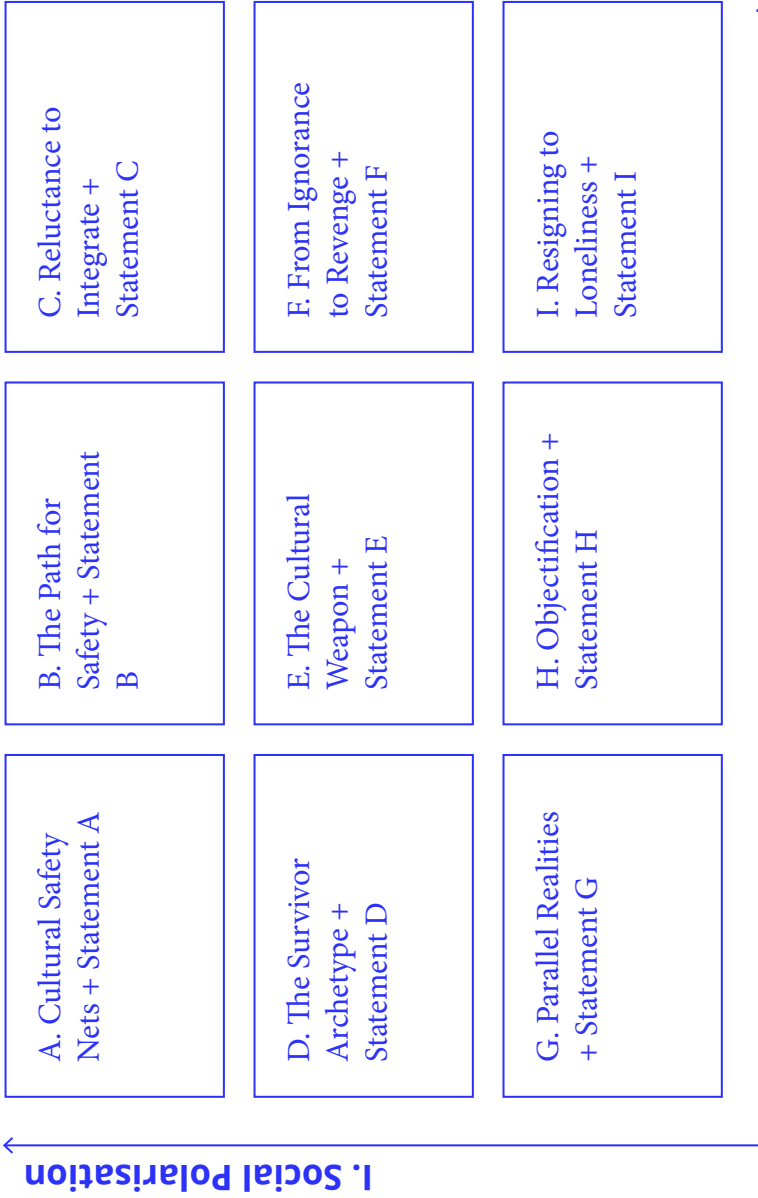 I. Social Polarisation
A. Cultural Safety
Nets + Statement A
B. The Path for
Safety + Statement
B
C. Reluctance to
Integrate +
Statement C
D. The Survivor
Archetype +
Statement D
E. The Cultural
Weapon +
Statement E
F. From Ignorance
to Revenge +
Statement F
G. Parallel Realities
+ Statement G
H. Objectification +
Statement H
I. Resigning to
Loneliness +
Statement I